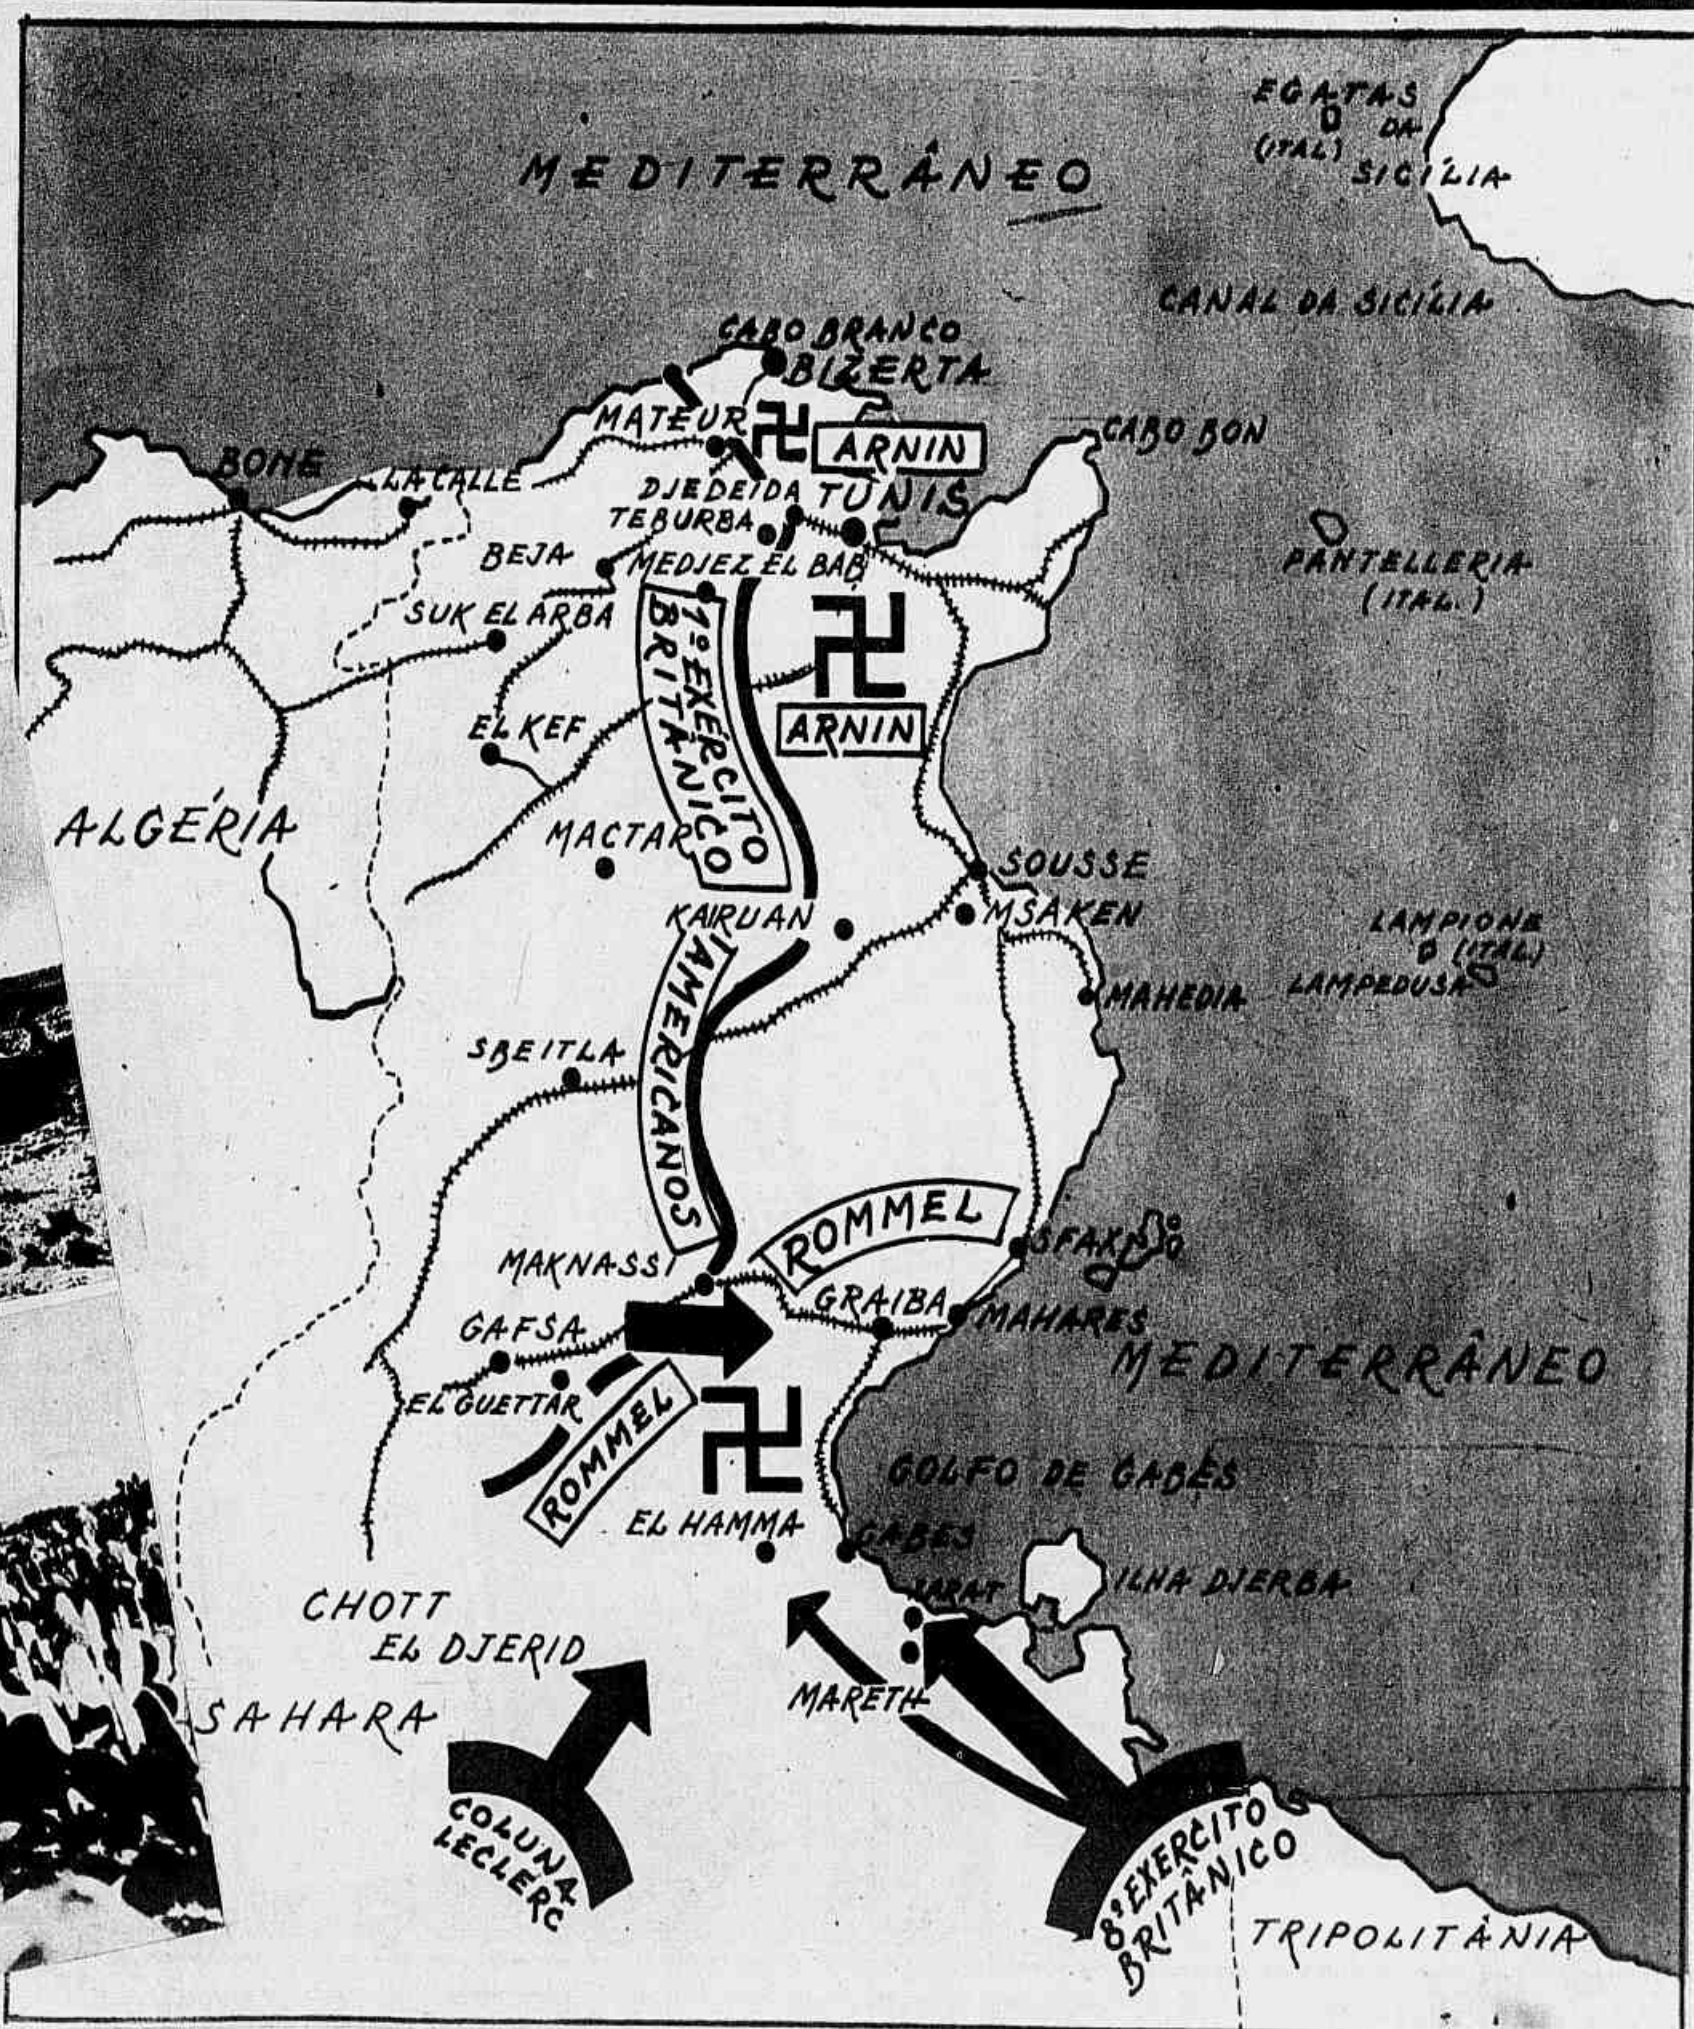 EGATAS
DA
(ITAL)
SICÍLIA
MEDITERRÂNEO
CANAL DA SICÍLIA
CABO BRANCO
BIZERTA
MATEUR
ARNIN
CABO BON
BONE
LA CALLE
DJEDEIDA
TUNIS
TEBURBA
BEJA
MEDJEZ EL BAB
PANTELLERIA
(ITAL.)
SUK EL ARBA
1º EXÉRCITO
BRITÂNICO
EL KEF
ARNIN
ALGÉRIA
MACTAR
SOUSSE
KAIRUAN
MSAKEN
LAMPIONE
(ITAL)
LAMPEDUSA
MAHEDIA
AMERICANOS
SBEITLA
ROMMEL
SFAX
MAKNASSI
GRAIBA
MAHARES
GAFSA
MEDITERRÂNEO
EL GUETTAR
ROMMEL
GOLFO DE GABÉS
EL HAMMA
GABES
ILHA DJERBA
CHOTT
EL DJERID
SAHARA
MARETH
COLUNA
LECLERC
8º EXÉRCITO
BRITÂNICO
TRIPOLITÂNIA